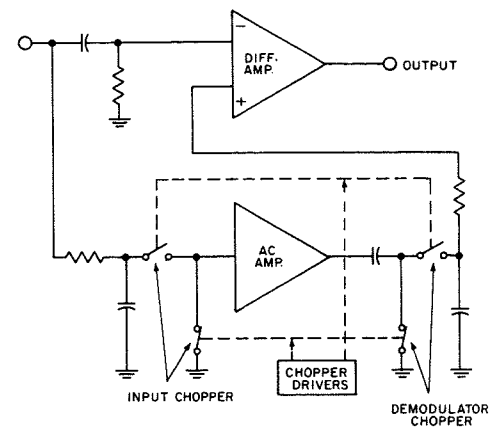 −
DIFF.
AMP.
+
OUTPUT
AC
AMP.
CHOPPER
DRIVERS
INPUT CHOPPER
DEMODULATOR
CHOPPER